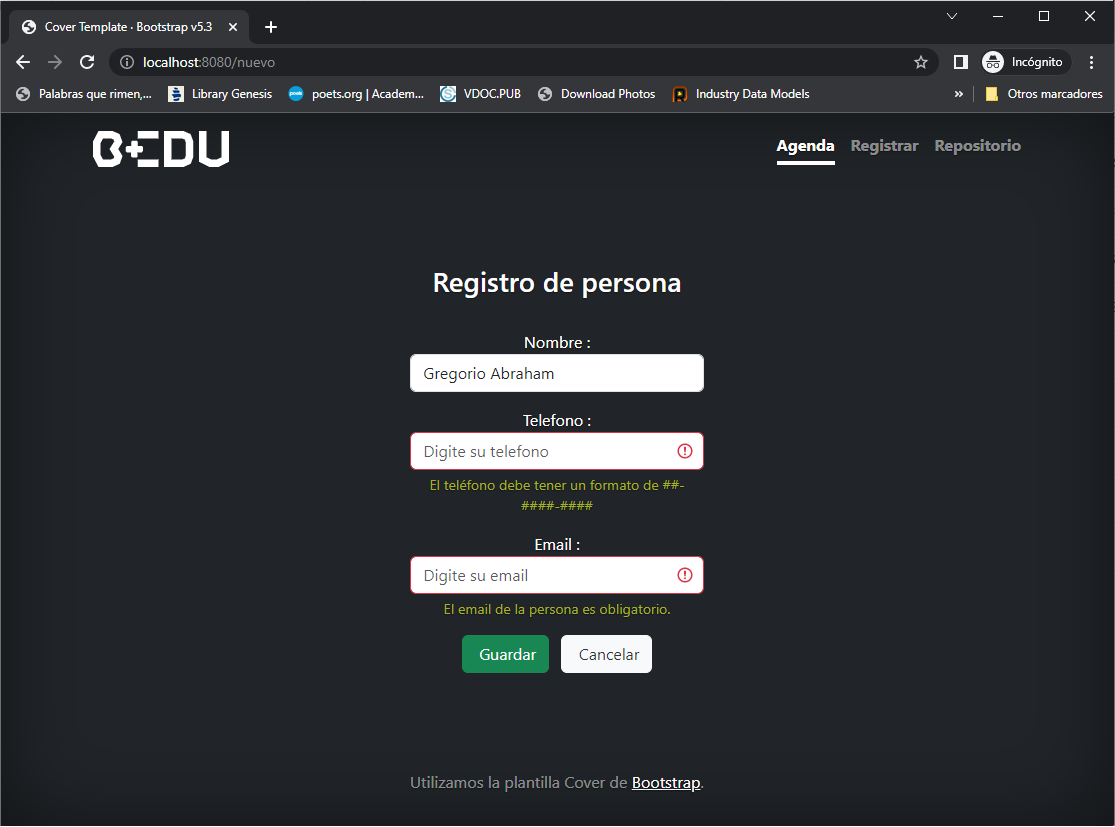 Cover Template · Bootstrap v5.3
localhost:8080/nuevo
Incógnito
Palabras que rimen,... Library Genesis poets.org | Academ... VDOC.PUB Download Photos Industry Data Models » Otros marcadores
B+EDU Agenda Registrar Repositorio
Registro de persona
Nombre :
Gregorio Abraham
Telefono :
Digite su telefono
El teléfono debe tener un formato de ##-
####-####
Email :
Digite su email
El email de la persona es obligatorio.
Guardar Cancelar
Utilizamos la plantilla Cover de Bootstrap.